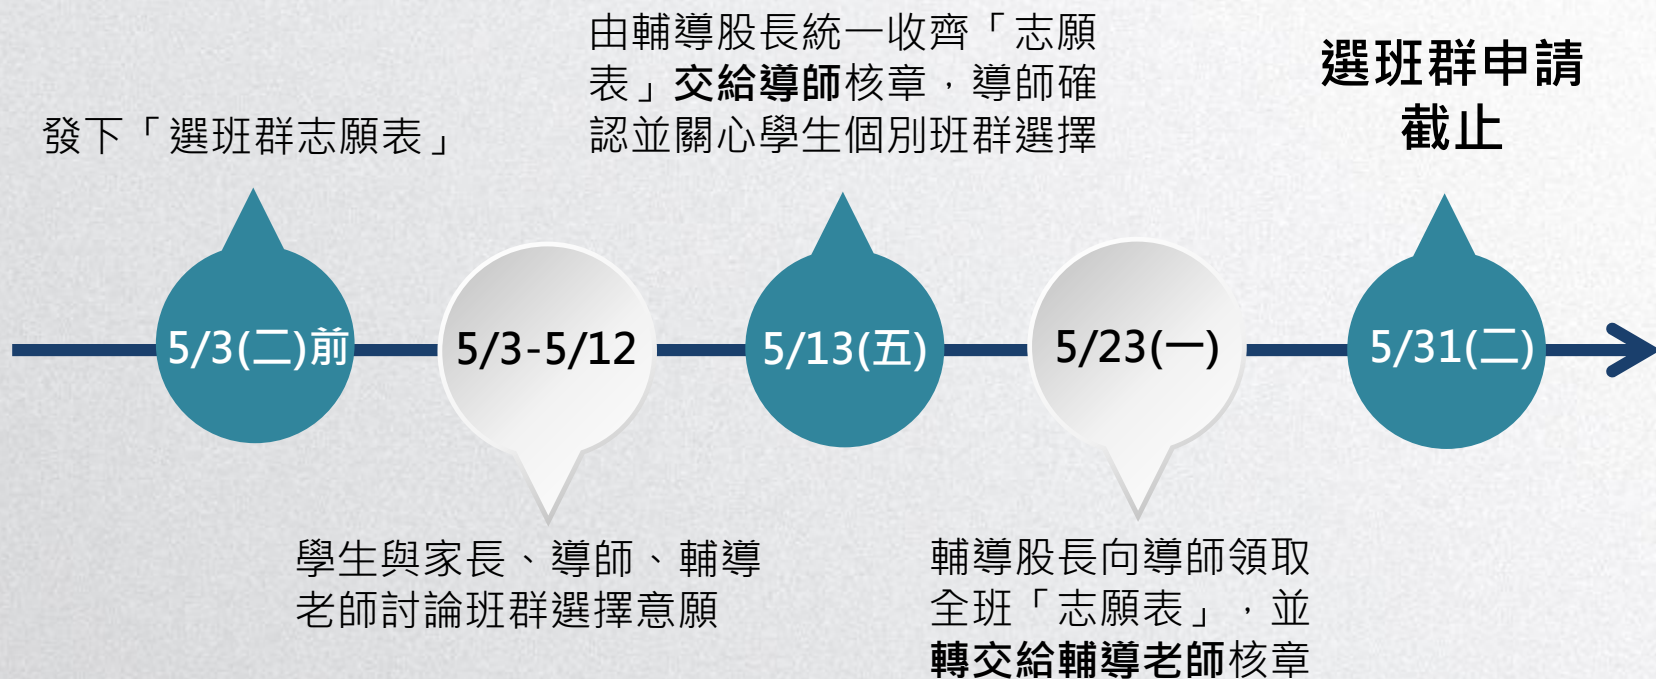 發下「選班群志願表」
由輔導股長統一收齊「志願
表」交給導師核章，導師確
認並關心學生個別班群選擇
選班群申請
截止
5/3(二)前
5/3-5/12
5/13(五)
5/23(一)
5/31(二)
學生與家長、導師、輔導
老師討論班群選擇意願
輔導股長向導師領取
全班「志願表」，並
轉交給輔導老師核章